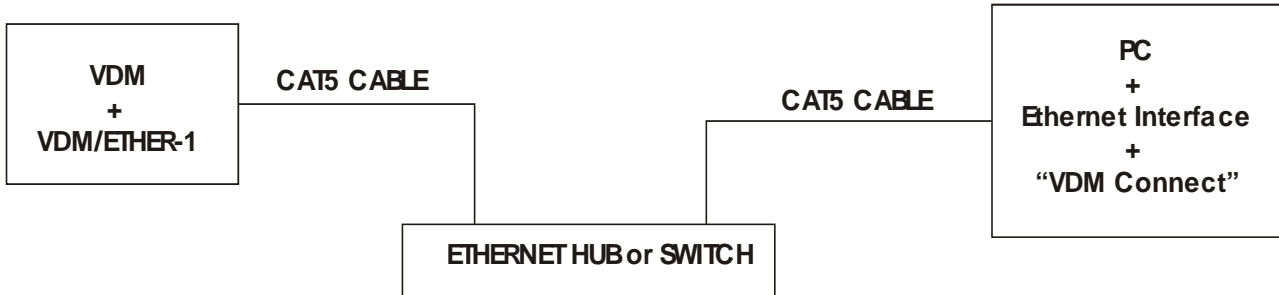 VDM
+
VDM/ETHER-1
CAT5 CABLE
CAT5 CABLE
PC
+
Ethernet Interface
+
“VDM Connect”
ETHERNET HUB or SWITCH